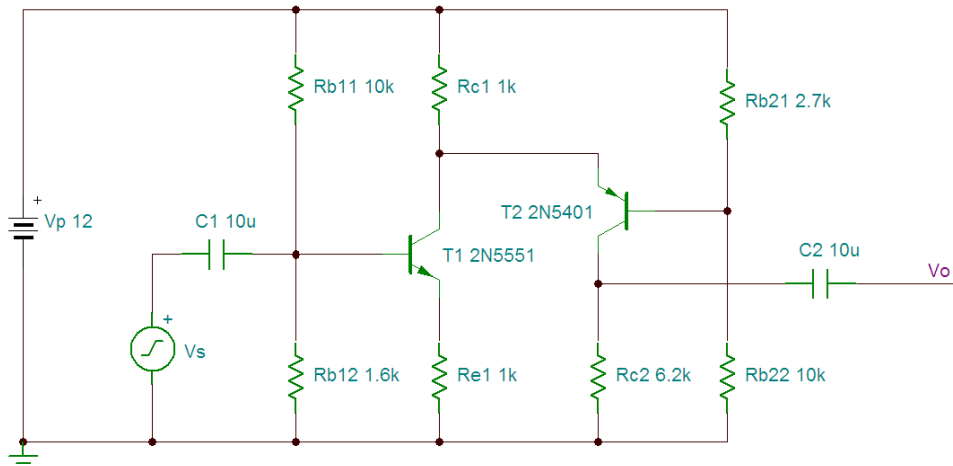 Rb11 10k
Rc1 1k
Rb21 2.7k
+
Vp 12
C1 10u
T2 2N5401
T1 2N5551
C2 10u
Vo
+
Vs
Rb12 1.6k
Re1 1k
Rc2 6.2k
Rb22 10k